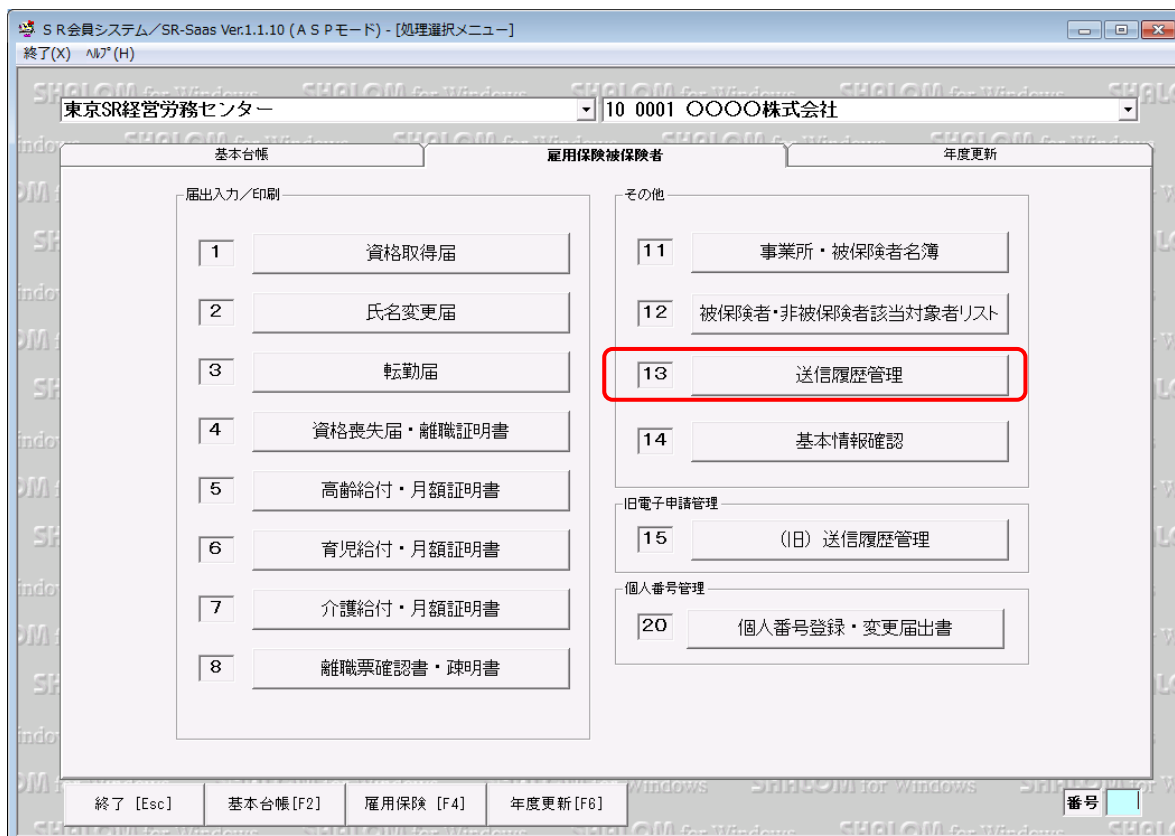 ＳＲ会員システム／SR-Saas Ver.1.1.10 (ＡＳＰモード) - [処理選択メニュー]
終了(X) ﾍﾙﾌﾟ(H)
東京SR経営労務センター 10 0001 〇〇〇〇株式会社
基本台帳 雇用保険被保険者 年度更新
届出入力／印刷
1 資格取得届
2 氏名変更届
3 転勤届
4 資格喪失届・離職証明書
5 高齢給付・月額証明書
6 育児給付・月額証明書
7 介護給付・月額証明書
8 離職票確認書・疎明書
その他
11 事業所・被保険者名簿
12 被保険者・非被保険者該当対象者リスト
13 送信履歴管理
14 基本情報確認
旧電子申請管理
15 （旧）送信履歴管理
個人番号管理
20 個人番号登録・変更届出書
終了 [Esc] 基本台帳[F2] 雇用保険 [F4] 年度更新[F6] 番号
SHALOM for Windows